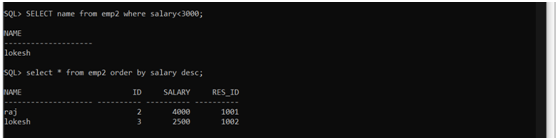 SQL> SELECT name from emp2 where salary<3000;
NAME
--------------------
lokesh
SQL> select * from emp2 order by salary desc;
NAME                         ID     SALARY     RES_ID
-------------------- ---------- ---------- ----------
raj                           2       4000       1001
lokesh                        3       2500       1002